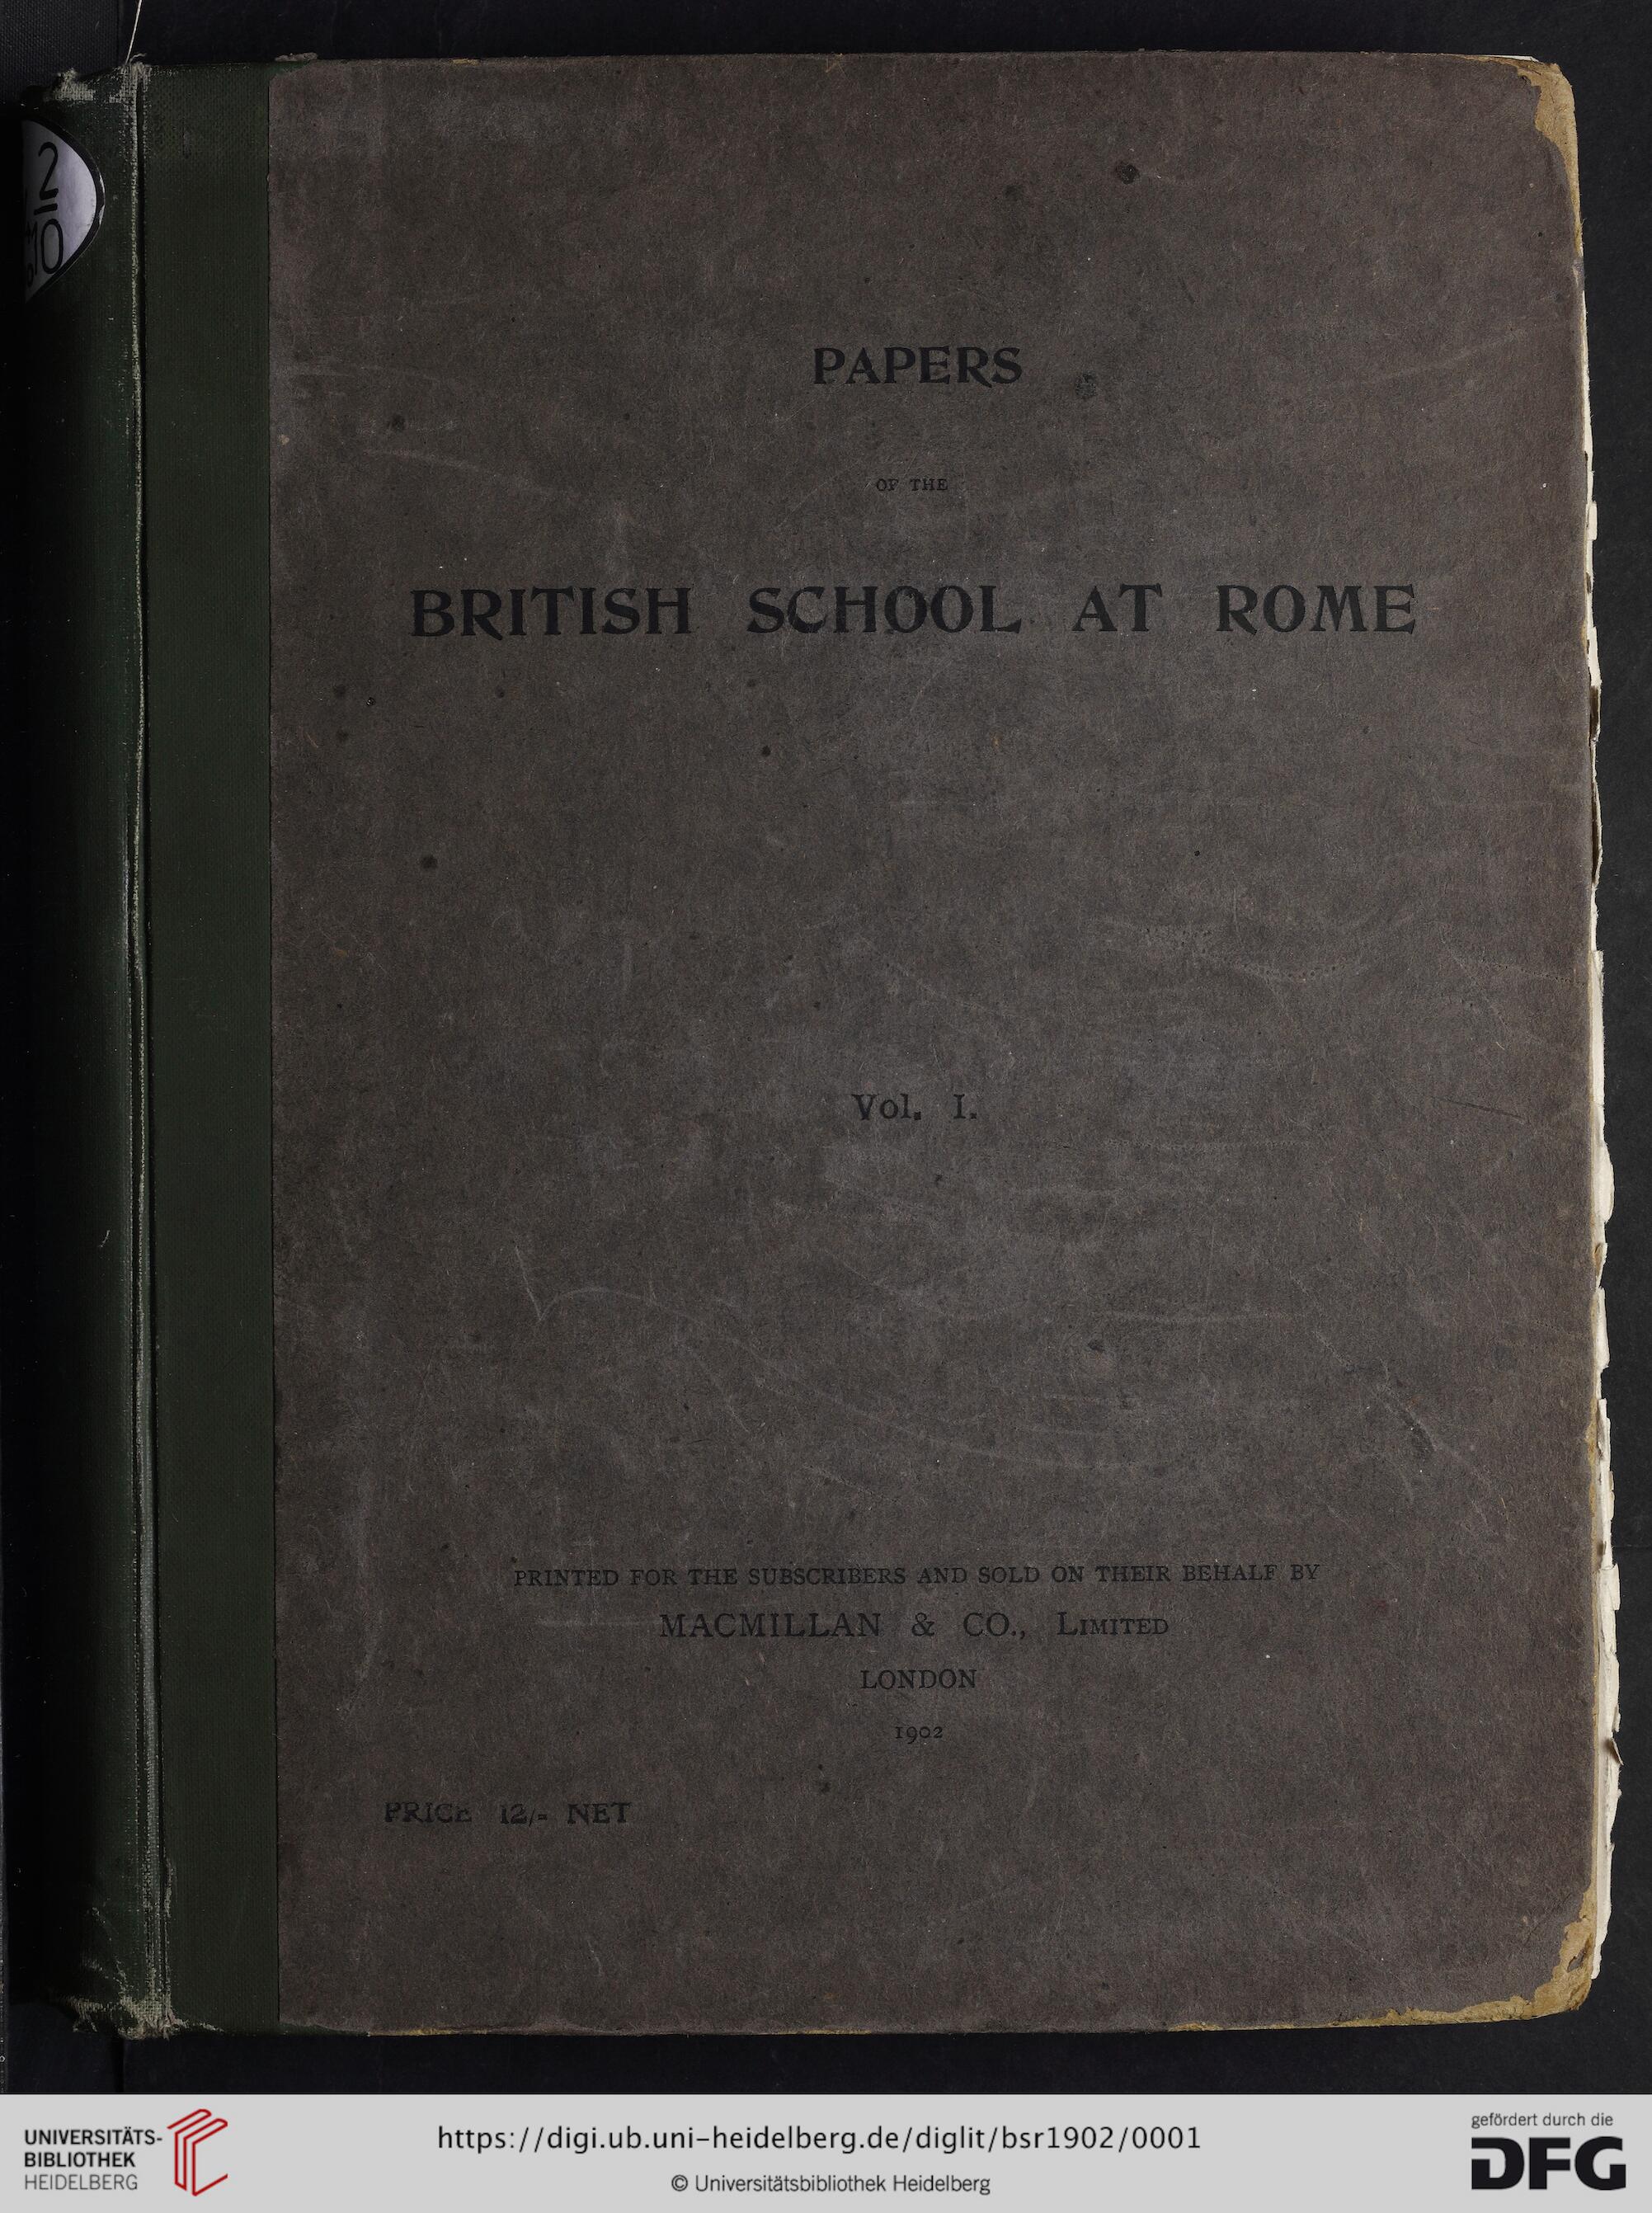 2
10
PAPERS
OF THE
BRITISH SCHOOL AT ROME
Vol. I.
PRINTED FOR THE SUBSCRIBERS AND SOLD ON THEIR BEHALF BY
MACMILLAN & CO., LIMITED
LONDON
1902
PRICE 12/- NET
UNIVERSITÄTS-
BIBLIOTHEK
HEIDELBERG
https://digi.ub.uni-heidelberg.de/diglit/bsr1902/0001
© Universitätsbibliothek Heidelberg
gefördert durch die
DFG